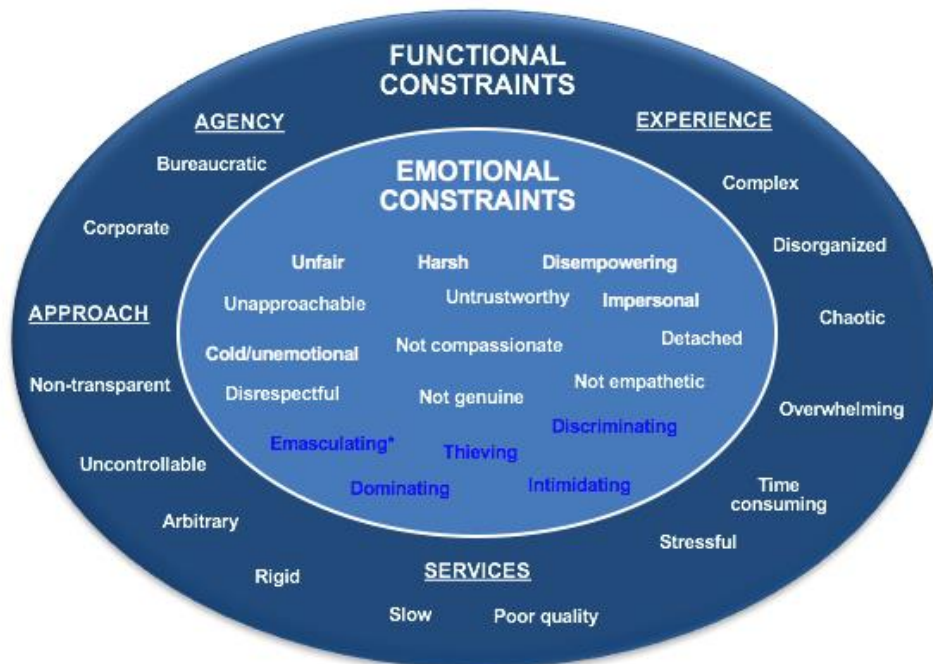 FUNCTIONAL
CONSTRAINTS
AGENCY
EXPERIENCE
Bureaucratic
EMOTIONAL
CONSTRAINTS
Complex
Corporate
Disorganized
Unfair Harsh Disempowering
Unapproachable Untrustworthy Impersonal
APPROACH
Chaotic
Cold/unemotional Not compassionate Detached
Non-transparent
Disrespectful Not genuine Not empathetic
Overwhelming
Emasculating* Thieving Discriminating
Uncontrollable
Dominating Intimidating
Time
consuming
Arbitrary
Stressful
Rigid
SERVICES
Slow Poor quality